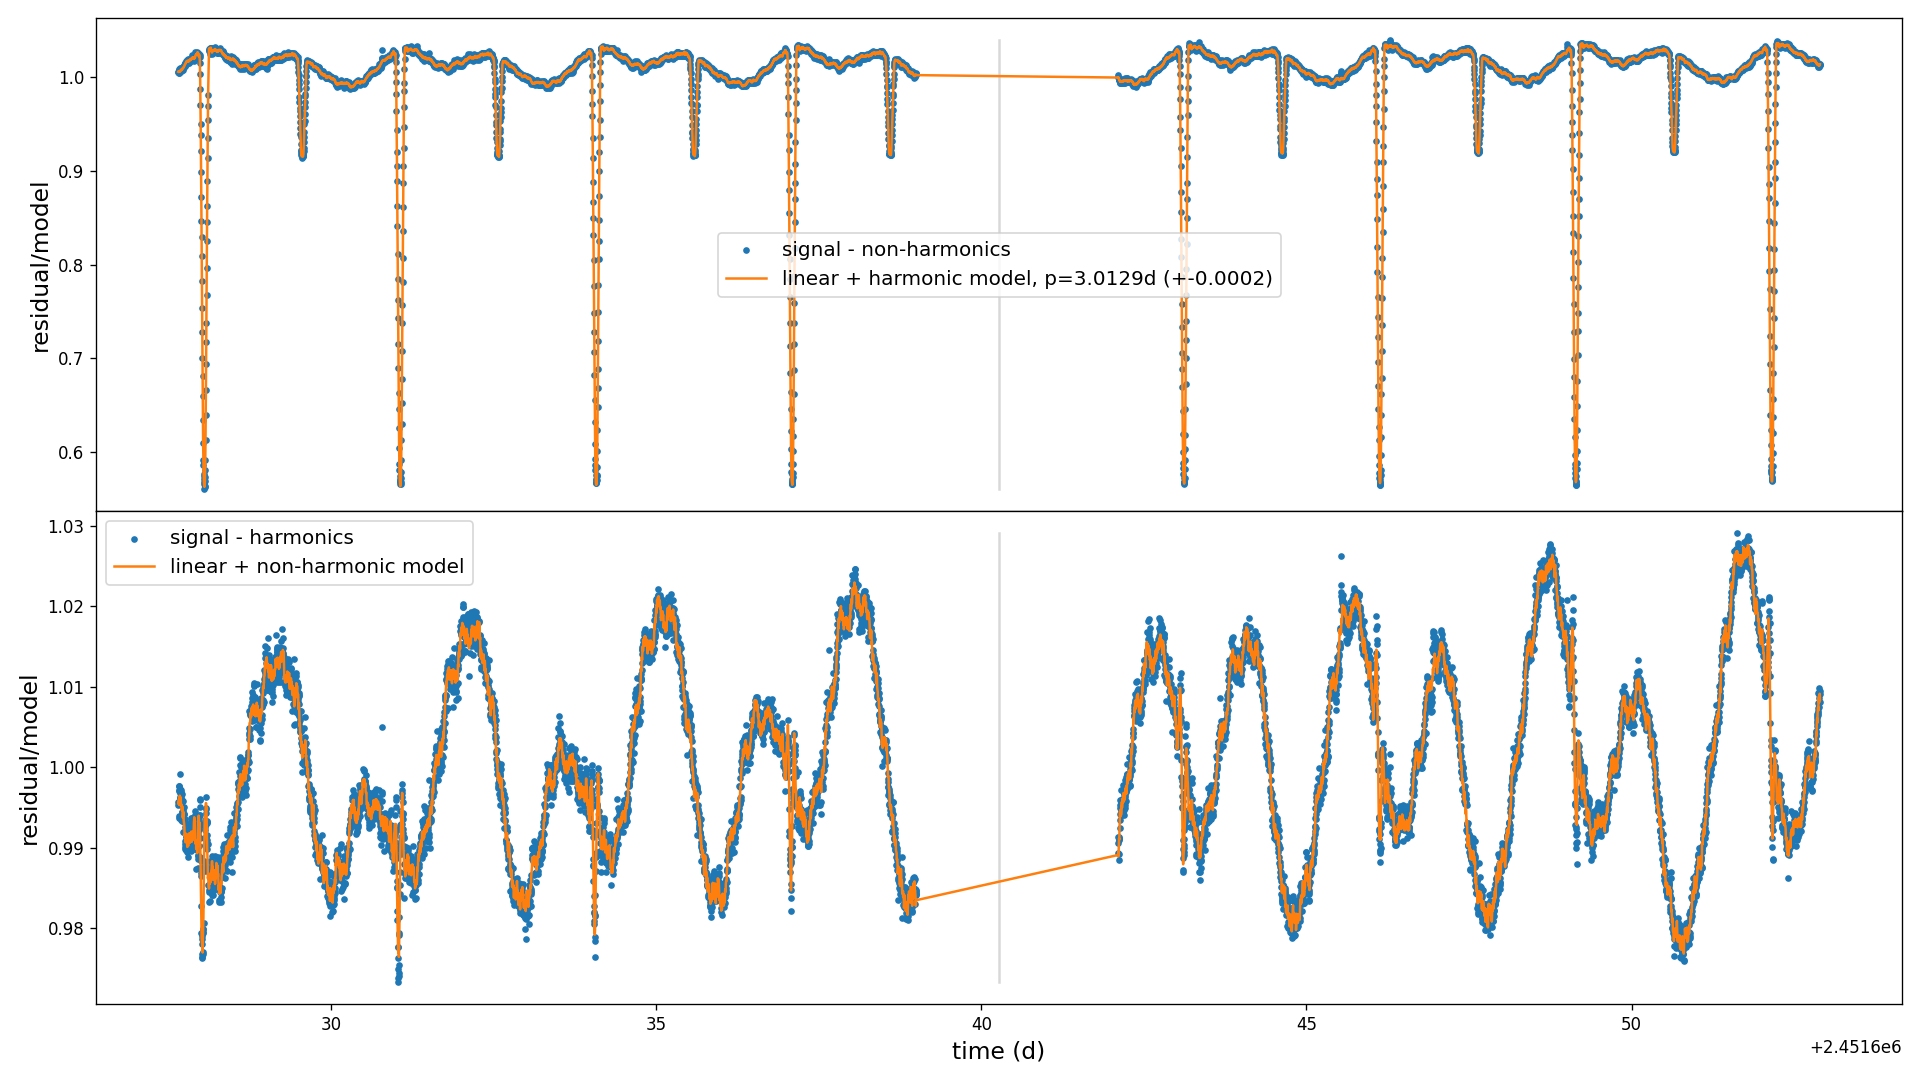 1.0
0.9
0.8
0.7
0.6
residual/model
signal - non-harmonics
linear + harmonic model, p=3.0129d (+-0.0002)
1.03
1.02
1.01
1.00
0.99
0.98
residual/model
signal - harmonics
linear + non-harmonic model
30 35 40 45 50
time (d)
+2.4516e6